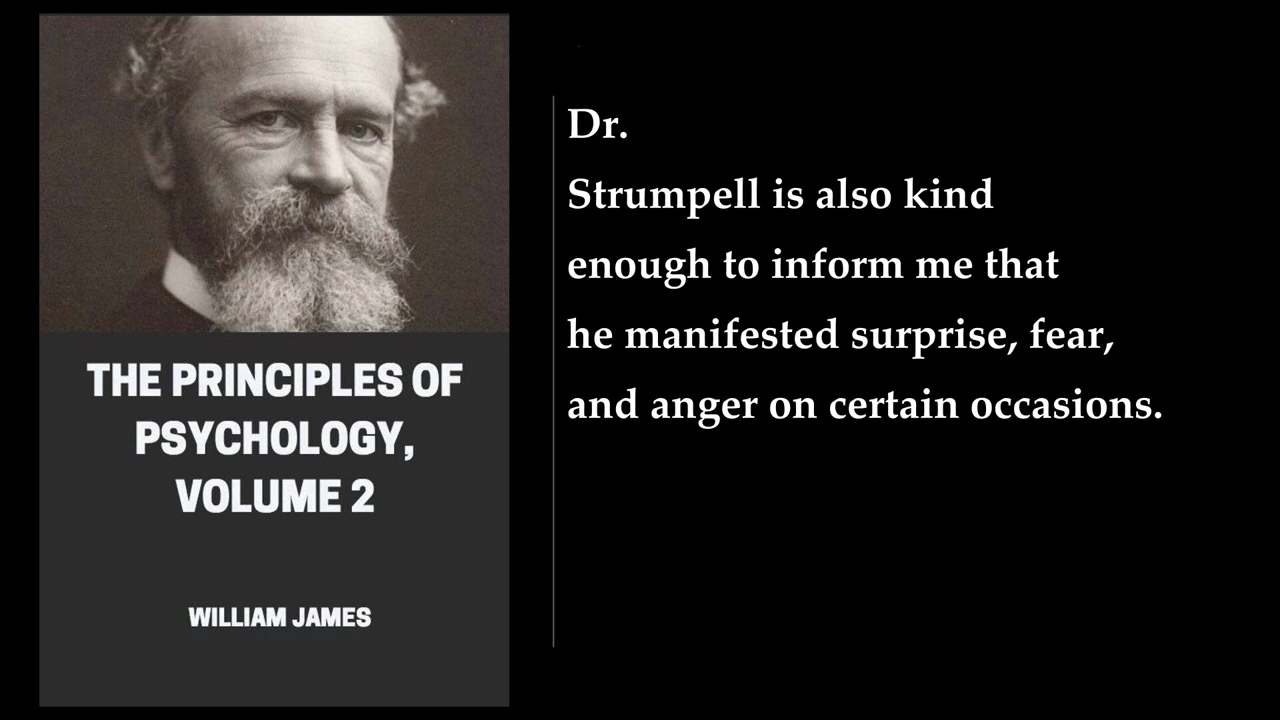 THE PRINCIPLES OF
PSYCHOLOGY,
VOLUME 2
WILLIAM JAMES
Dr.
Strumpell is also kind
enough to inform me that
he manifested surprise, fear,
and anger on certain occasions.